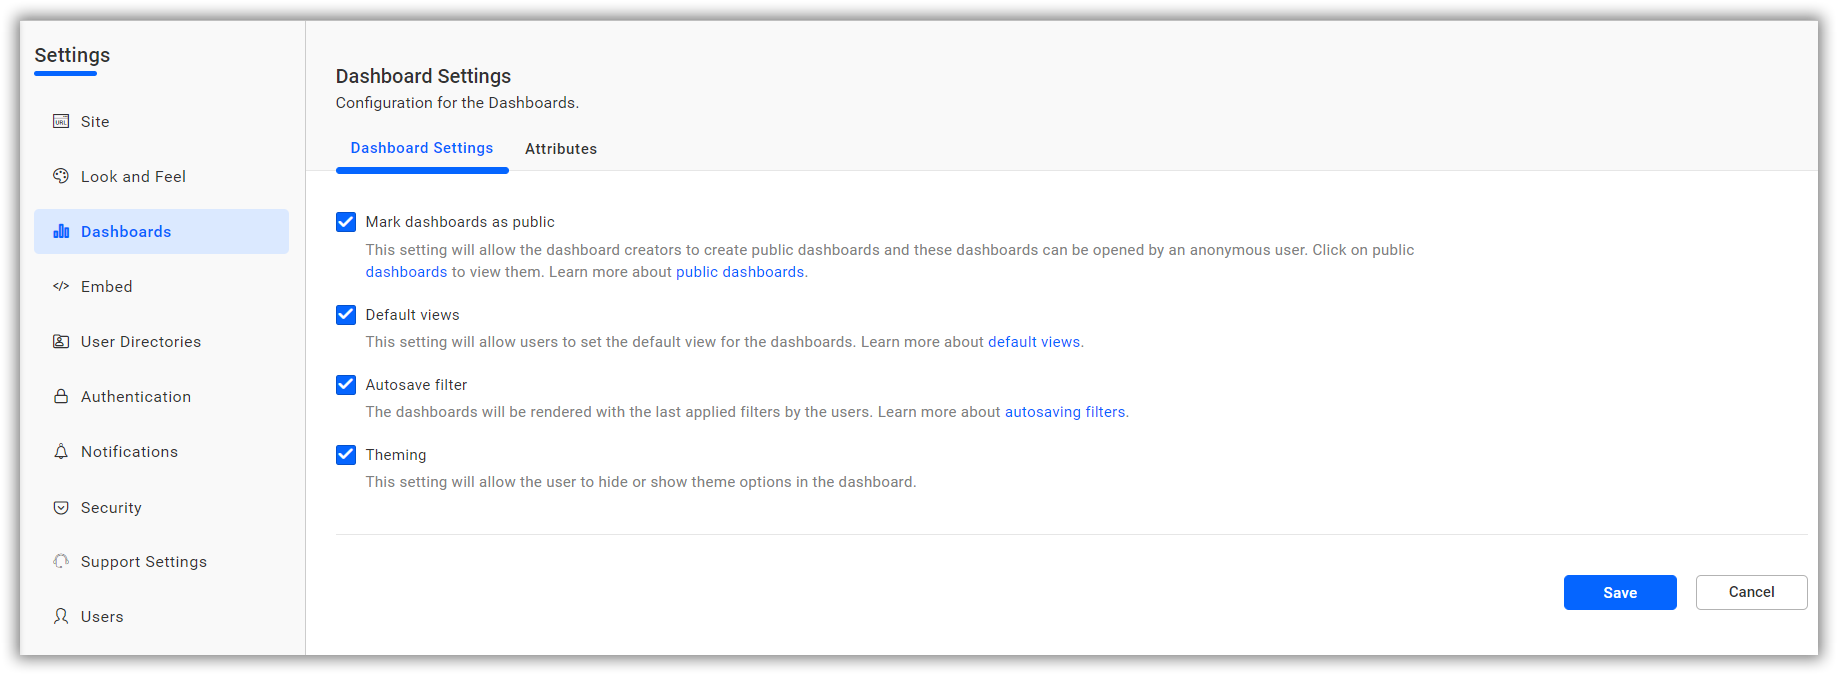 Settings
URL
Site
Look and Feel
Dashboards
Embed
User Directories
Authentication
Notifications
Security
Support Settings
Users
Dashboard Settings
Configuration for the Dashboards.
Dashboard Settings
Attributes
Mark dashboards as public
This setting will allow the dashboard creators to create public dashboards and these dashboards can be opened by an anonymous user. Click on public
dashboards to view them. Learn more about public dashboards.
Default views
This setting will allow users to set the default view for the dashboards. Learn more about default views.
Autosave filter
The dashboards will be rendered with the last applied filters by the users. Learn more about autosaving filters.
Theming
This setting will allow the user to hide or show theme options in the dashboard.
Save
Cancel